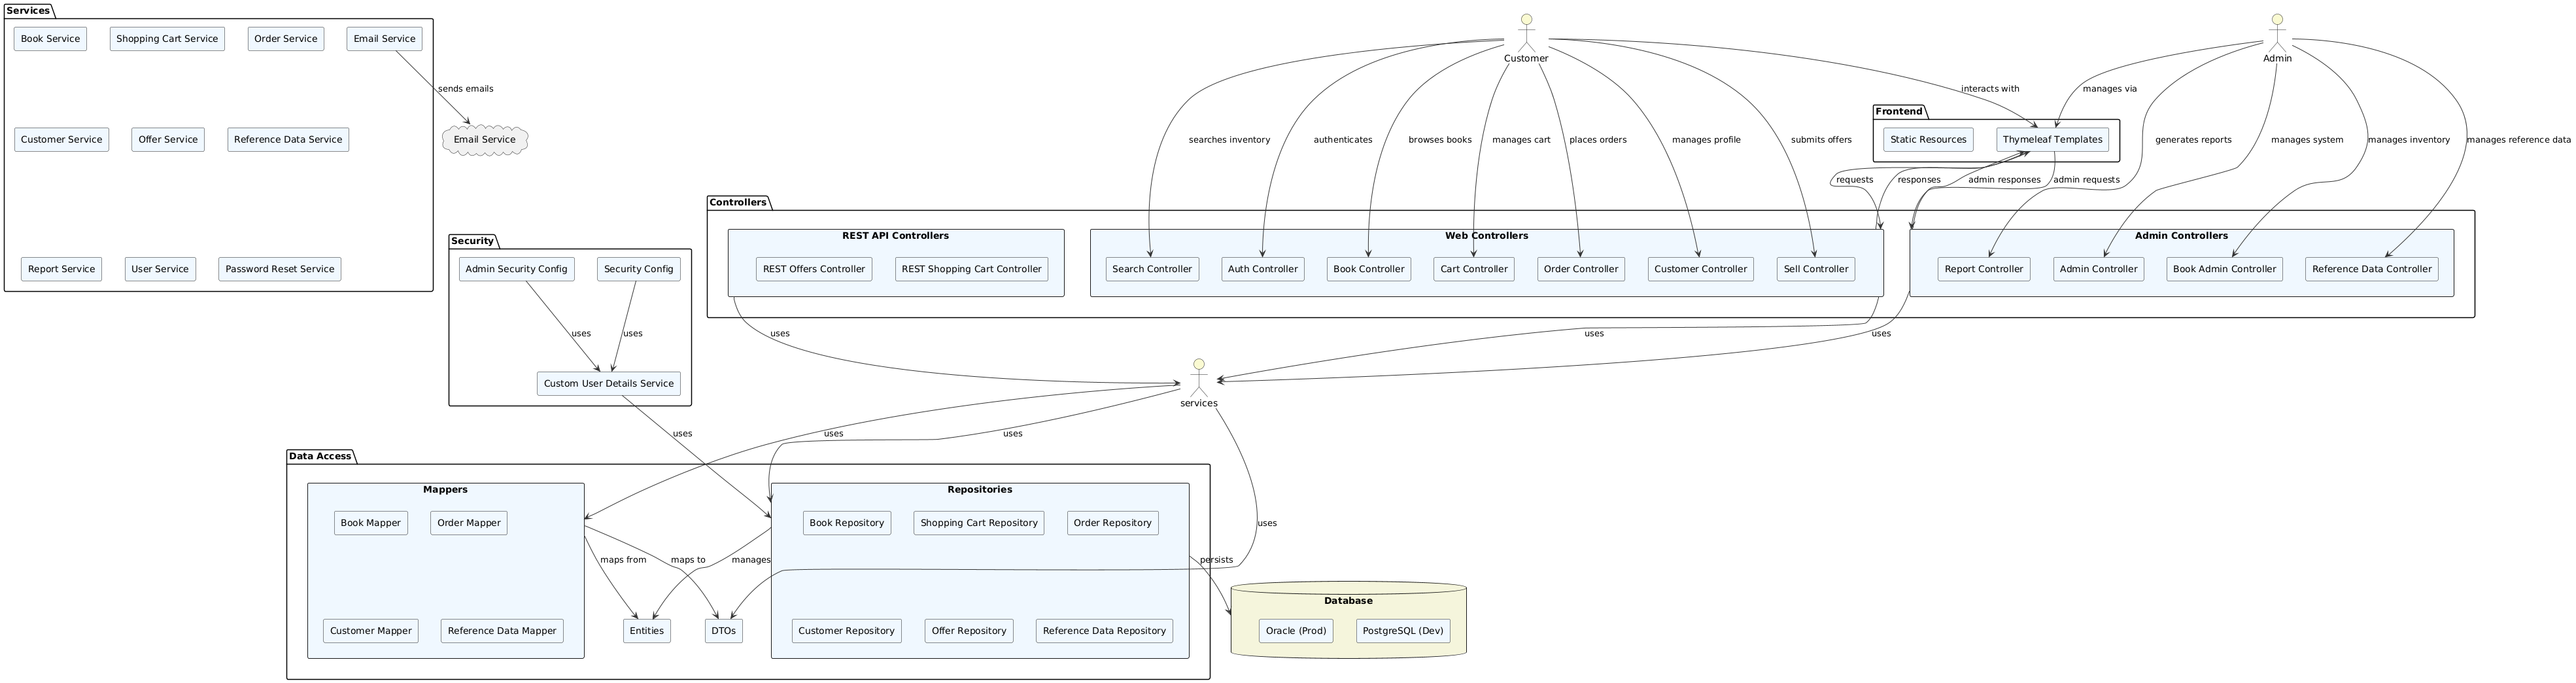 Services
Book Service
Shopping Cart Service
Order Service
Email Service
sends emails
Customer Service
Offer Service
Reference Data Service
Email Service
Report Service
User Service
Password Reset Service
Customer
Admin
interacts with
manages via
Frontend
Static Resources
Thymeleaf Templates
searches inventory
authenticates
browses books
manages cart
places orders
manages profile
submits offers
generates reports
manages system
manages inventory
manages reference data
requests
responses
admin responses
admin requests
Controllers
REST API Controllers
REST Offers Controller
REST Shopping Cart Controller
Web Controllers
Search Controller
Auth Controller
Book Controller
Cart Controller
Order Controller
Customer Controller
Sell Controller
Admin Controllers
Report Controller
Admin Controller
Book Admin Controller
Reference Data Controller
Security
Admin Security Config
Security Config
uses
uses
Custom User Details Service
uses
uses
uses
services
uses
uses
uses
uses
Data Access
Mappers
Book Mapper
Order Mapper
Customer Mapper
Reference Data Mapper
maps from
maps to
manages
Entities
DTOs
Repositories
Book Repository
Shopping Cart Repository
Order Repository
Customer Repository
Offer Repository
Reference Data Repository
persists
Database
Oracle (Prod)
PostgreSQL (Dev)